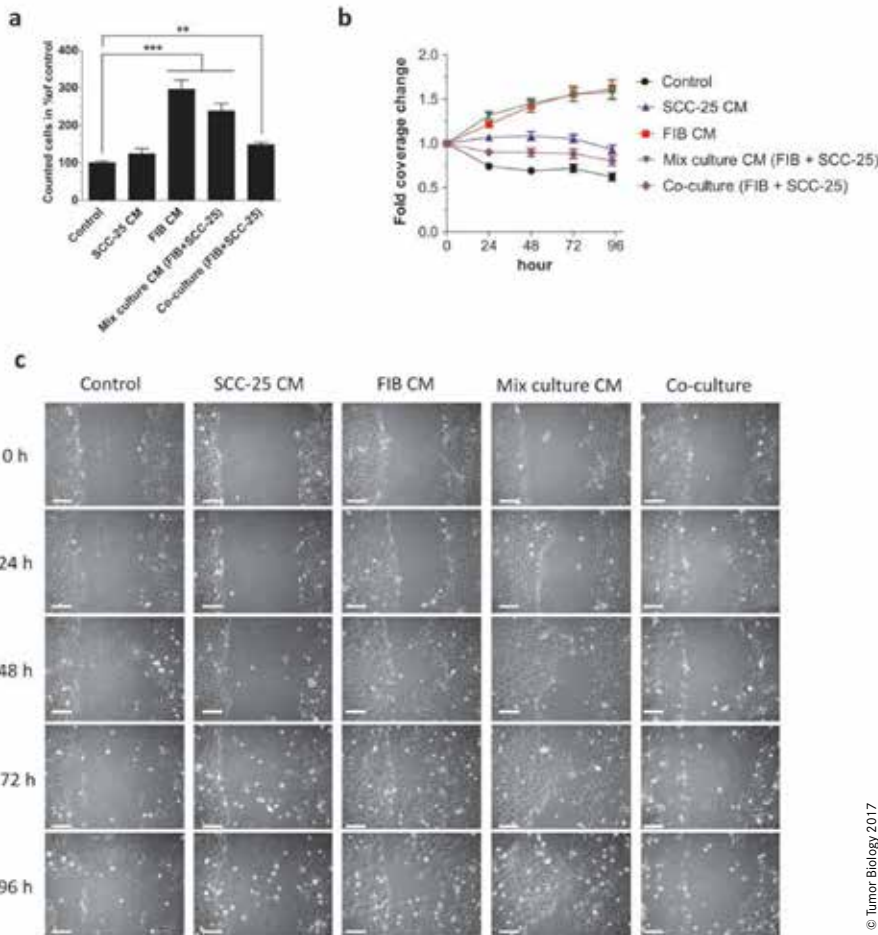 a
**
***
Counted cells in % of control
400
300
200
100
0
Control
SCC-25 CM
FIB CM
Mix culture CM (FIB+SCC-25)
Co-culture (FIB+SCC-25)
b
Fold coverage change
2.0
1.5
1.0
0.5
0.0
0 24 48 72 96
hour
Control
SCC-25 CM
FIB CM
Mix culture CM (FIB + SCC-25)
Co-culture (FIB + SCC-25)
c
Control SCC-25 CM FIB CM Mix culture CM Co-culture
0 h
24 h
48 h
72 h
96 h
© Tumor Biology 2017